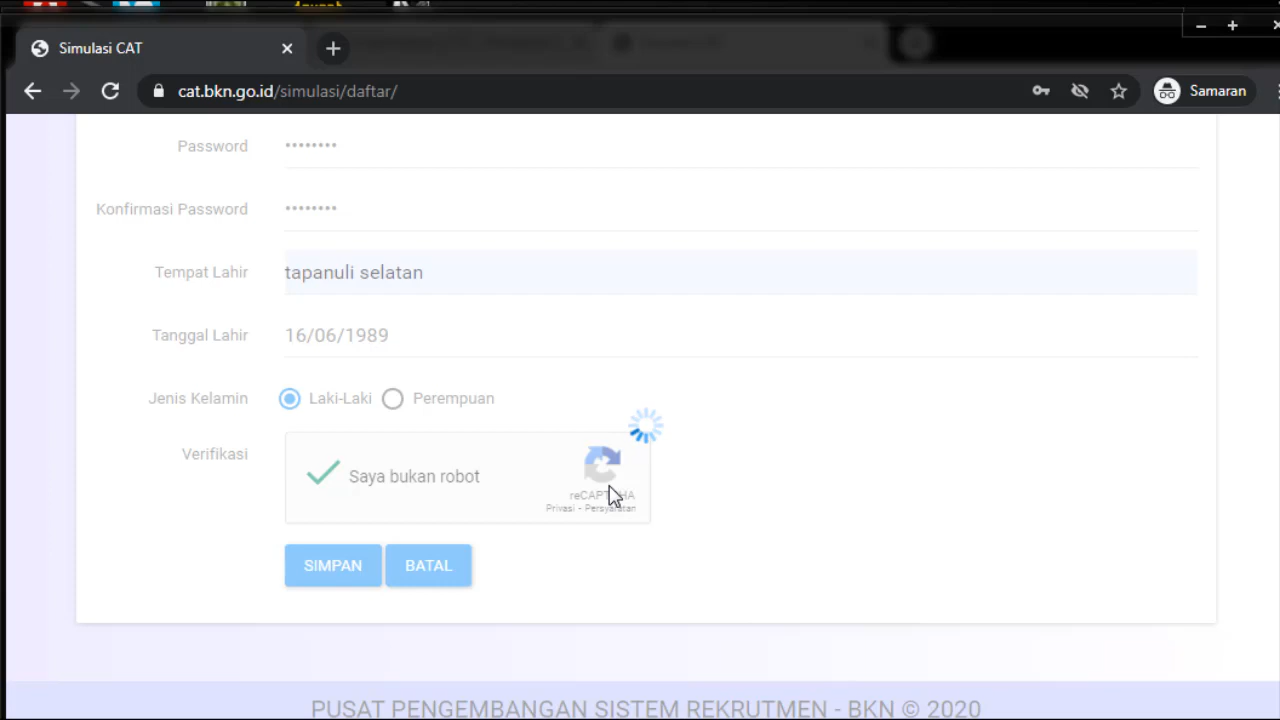 Simulasi CAT
cat.bkn.go.id/simulasi/daftar/
Samaran
Password ••••••••
Konfirmasi Password ••••••••
Tempat Lahir tapanuli selatan
Tanggal Lahir 16/06/1989
Jenis Kelamin Laki-Laki Perempuan
Verifikasi
Saya bukan robot
reCAPTCHA
Privasi - Persyaratan
SIMPAN BATAL
PUSAT PENGEMBANGAN SISTEM REKRUTMEN - BKN © 2020